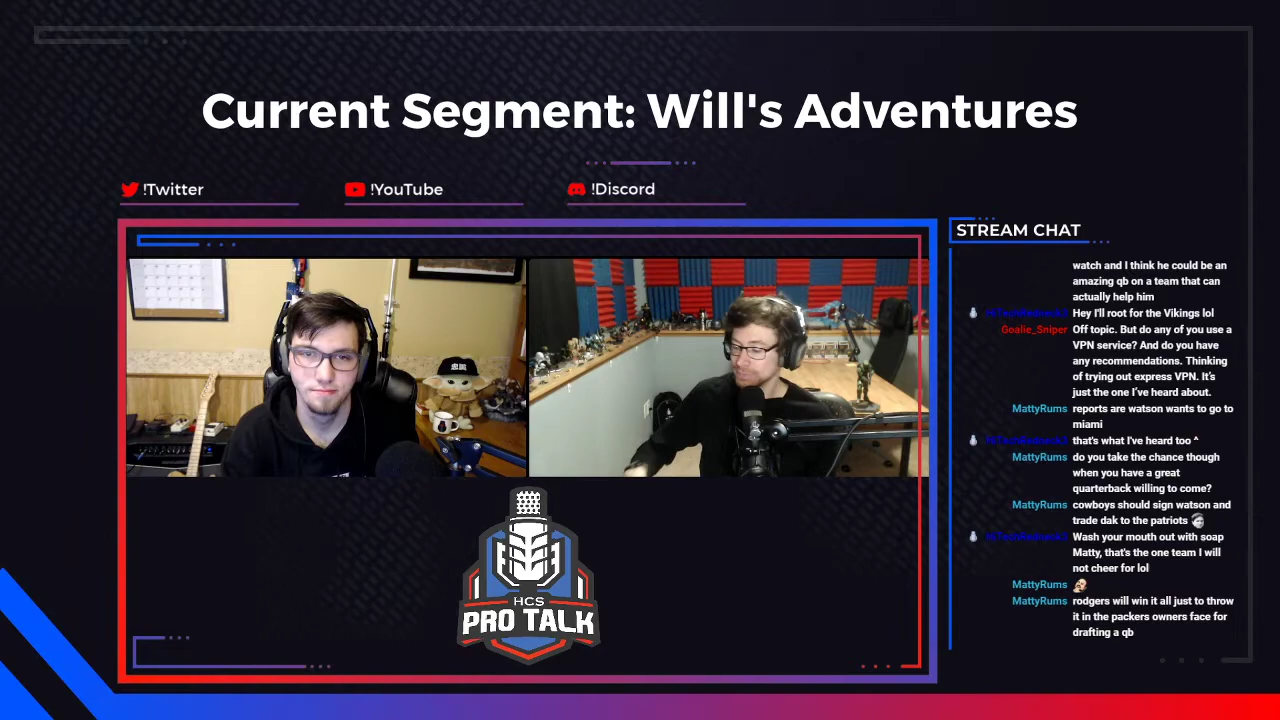 Current Segment: Will's Adventures
!Twitter
!YouTube
!Discord
STREAM CHAT
watch and I think he could be an
amazing qb on a team that can
actually help him
Hey I'll root for the Vikings lol
Goalie_Sniper Off topic. But do any of you use a
VPN service? And do you have
any recommendations. Thinking
of trying out express VPN. It's
just the one I've heard about.
MattyRums reports are watson wants to go to
miami
that's what I've heard too ^
MattyRums do you take the chance though
when you have a great
quarterback willing to come?
MattyRums cowboys should sign watson and
trade dak to the patriots
Wash your mouth out with soap
Matty, that's the one team I will
not cheer for lol
MattyRums
MattyRums rodgers will win it all just to throw
it in the packers owners face for
drafting a qb
HCS
PRO TALK